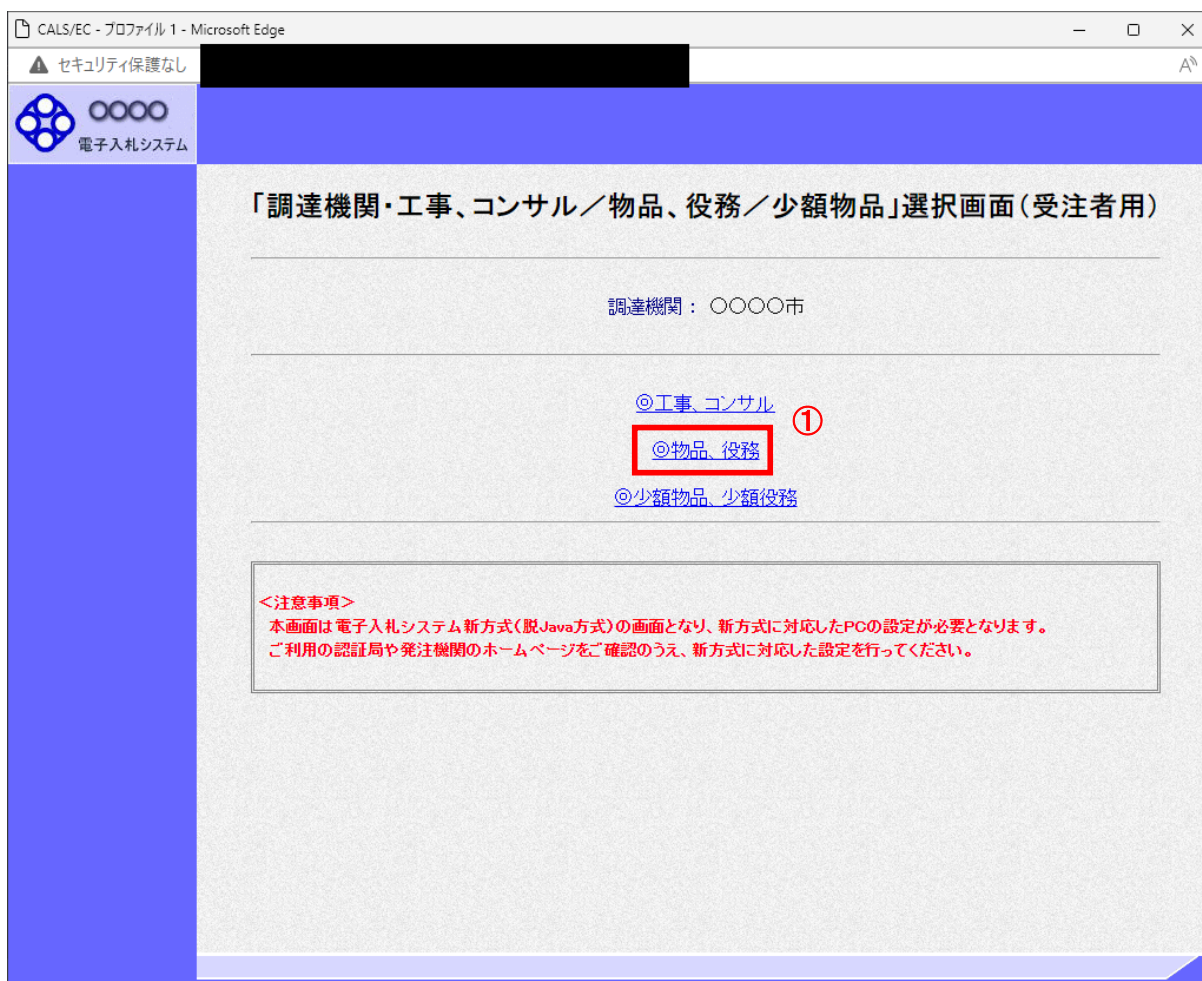 CALS/EC - プロファイル 1 - Microsoft Edge
セキュリティ保護なし
○○○○
電子入札システム
「調達機関・工事、コンサル／物品、役務／少額物品」選択画面（受注者用）
調達機関： ○○○○市
◎工事、コンサル
①
◎物品、役務
◎少額物品、少額役務
＜注意事項＞
本画面は電子入札システム新方式（脱Java方式）の画面となり、新方式に対応したPCの設定が必要となります。
ご利用の認証局や発注機関のホームページをご確認のうえ、新方式に対応した設定を行ってください。